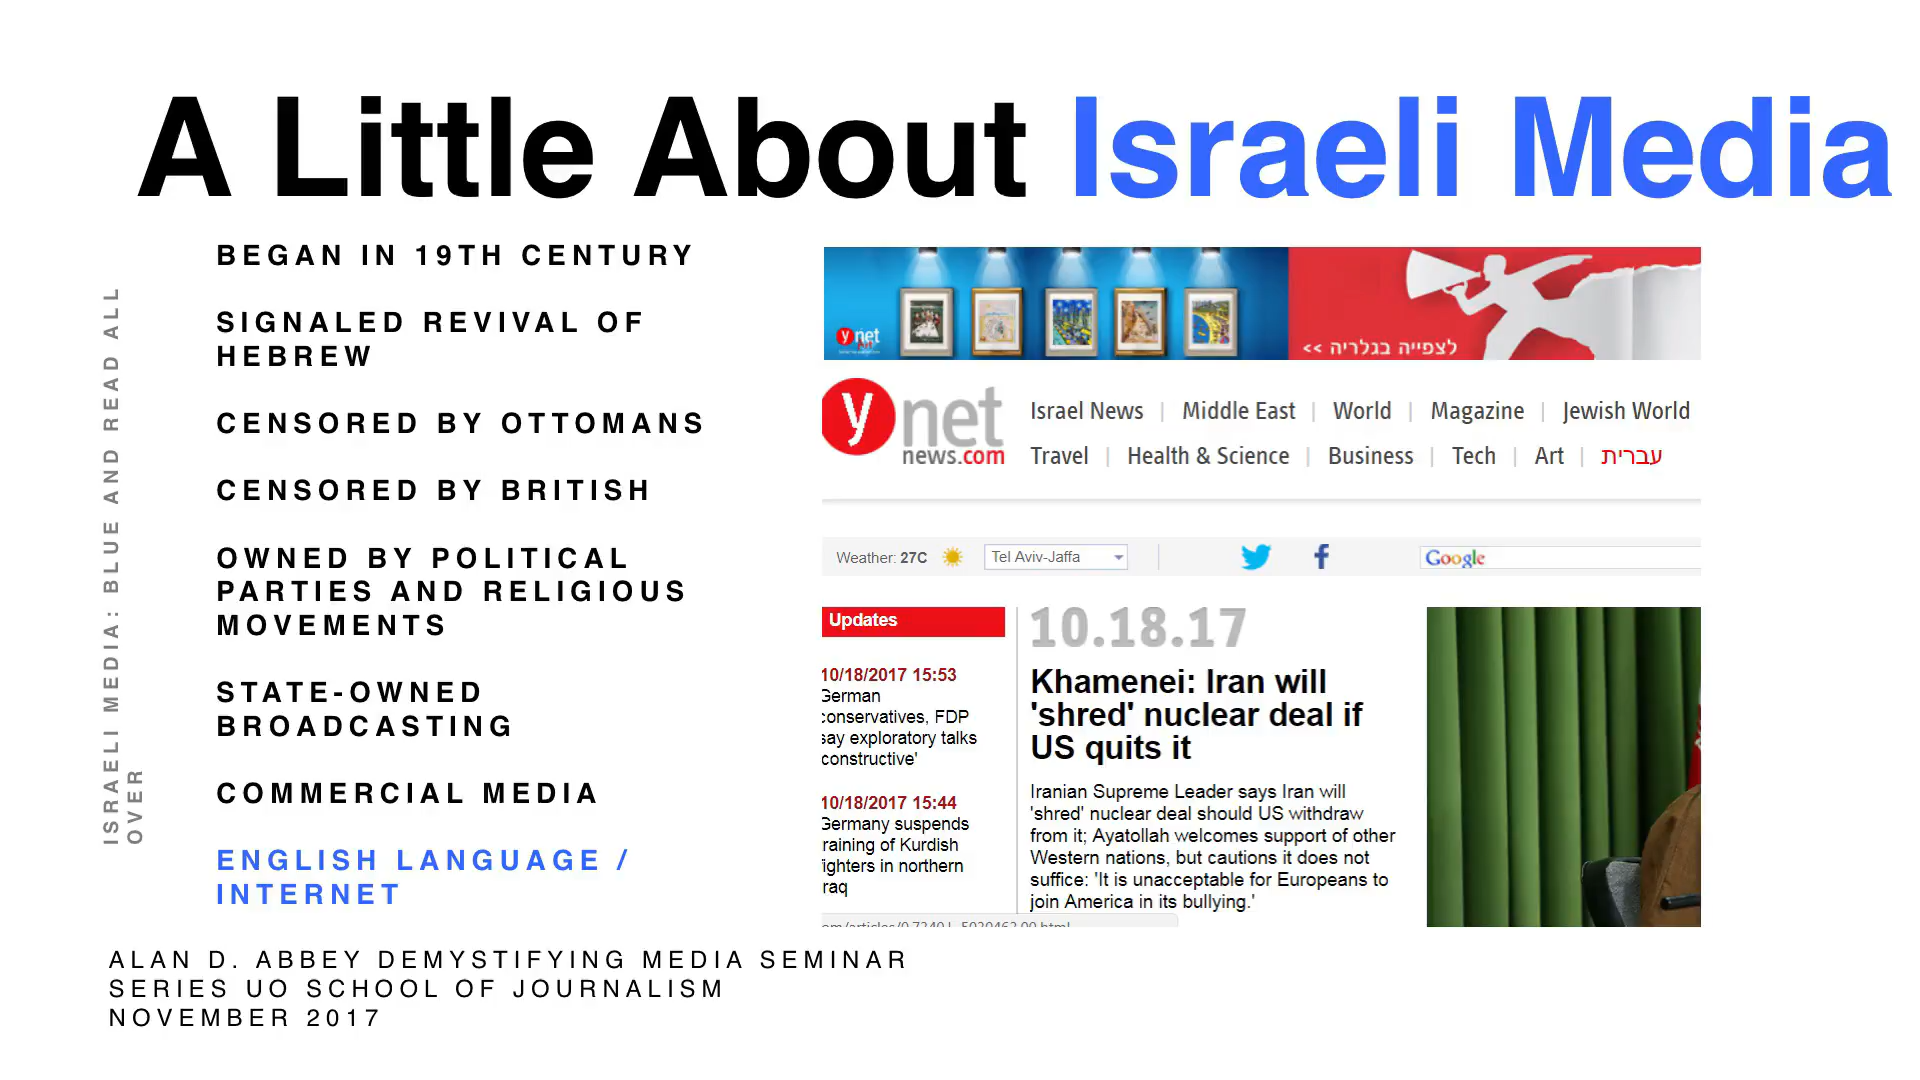 A Little About Israeli Media
BEGAN IN 19TH CENTURY
SIGNALED REVIVAL OF
HEBREW
CENSORED BY OTTOMANS
CENSORED BY BRITISH
OWNED BY POLITICAL
PARTIES AND RELIGIOUS
MOVEMENTS
STATE-OWNED
BROADCASTING
COMMERCIAL MEDIA
ENGLISH LANGUAGE /
INTERNET
ISRAELI MEDIA: BLUE AND READ ALL
OVER
ynet
לצפייה בגלריה >>
ynet
news.com
Israel News | Middle East | World | Magazine | Jewish World
Travel | Health & Science | Business | Tech | Art | עברית
Weather: 27C
Tel Aviv-Jaffa
Google
Updates
10/18/2017 15:53
German
conservatives, FDP
say exploratory talks
constructive'
10/18/2017 15:44
Germany suspends
raining of Kurdish
ighters in northern
raq
10.18.17
Khamenei: Iran will
'shred' nuclear deal if
US quits it
Iranian Supreme Leader says Iran will
'shred' nuclear deal should US withdraw
from it; Ayatollah welcomes support of other
Western nations, but cautions it does not
suffice: 'It is unacceptable for Europeans to
join America in its bullying.'
ALAN D. ABBEY DEMYSTIFYING MEDIA SEMINAR
SERIES UO SCHOOL OF JOURNALISM
NOVEMBER 2017